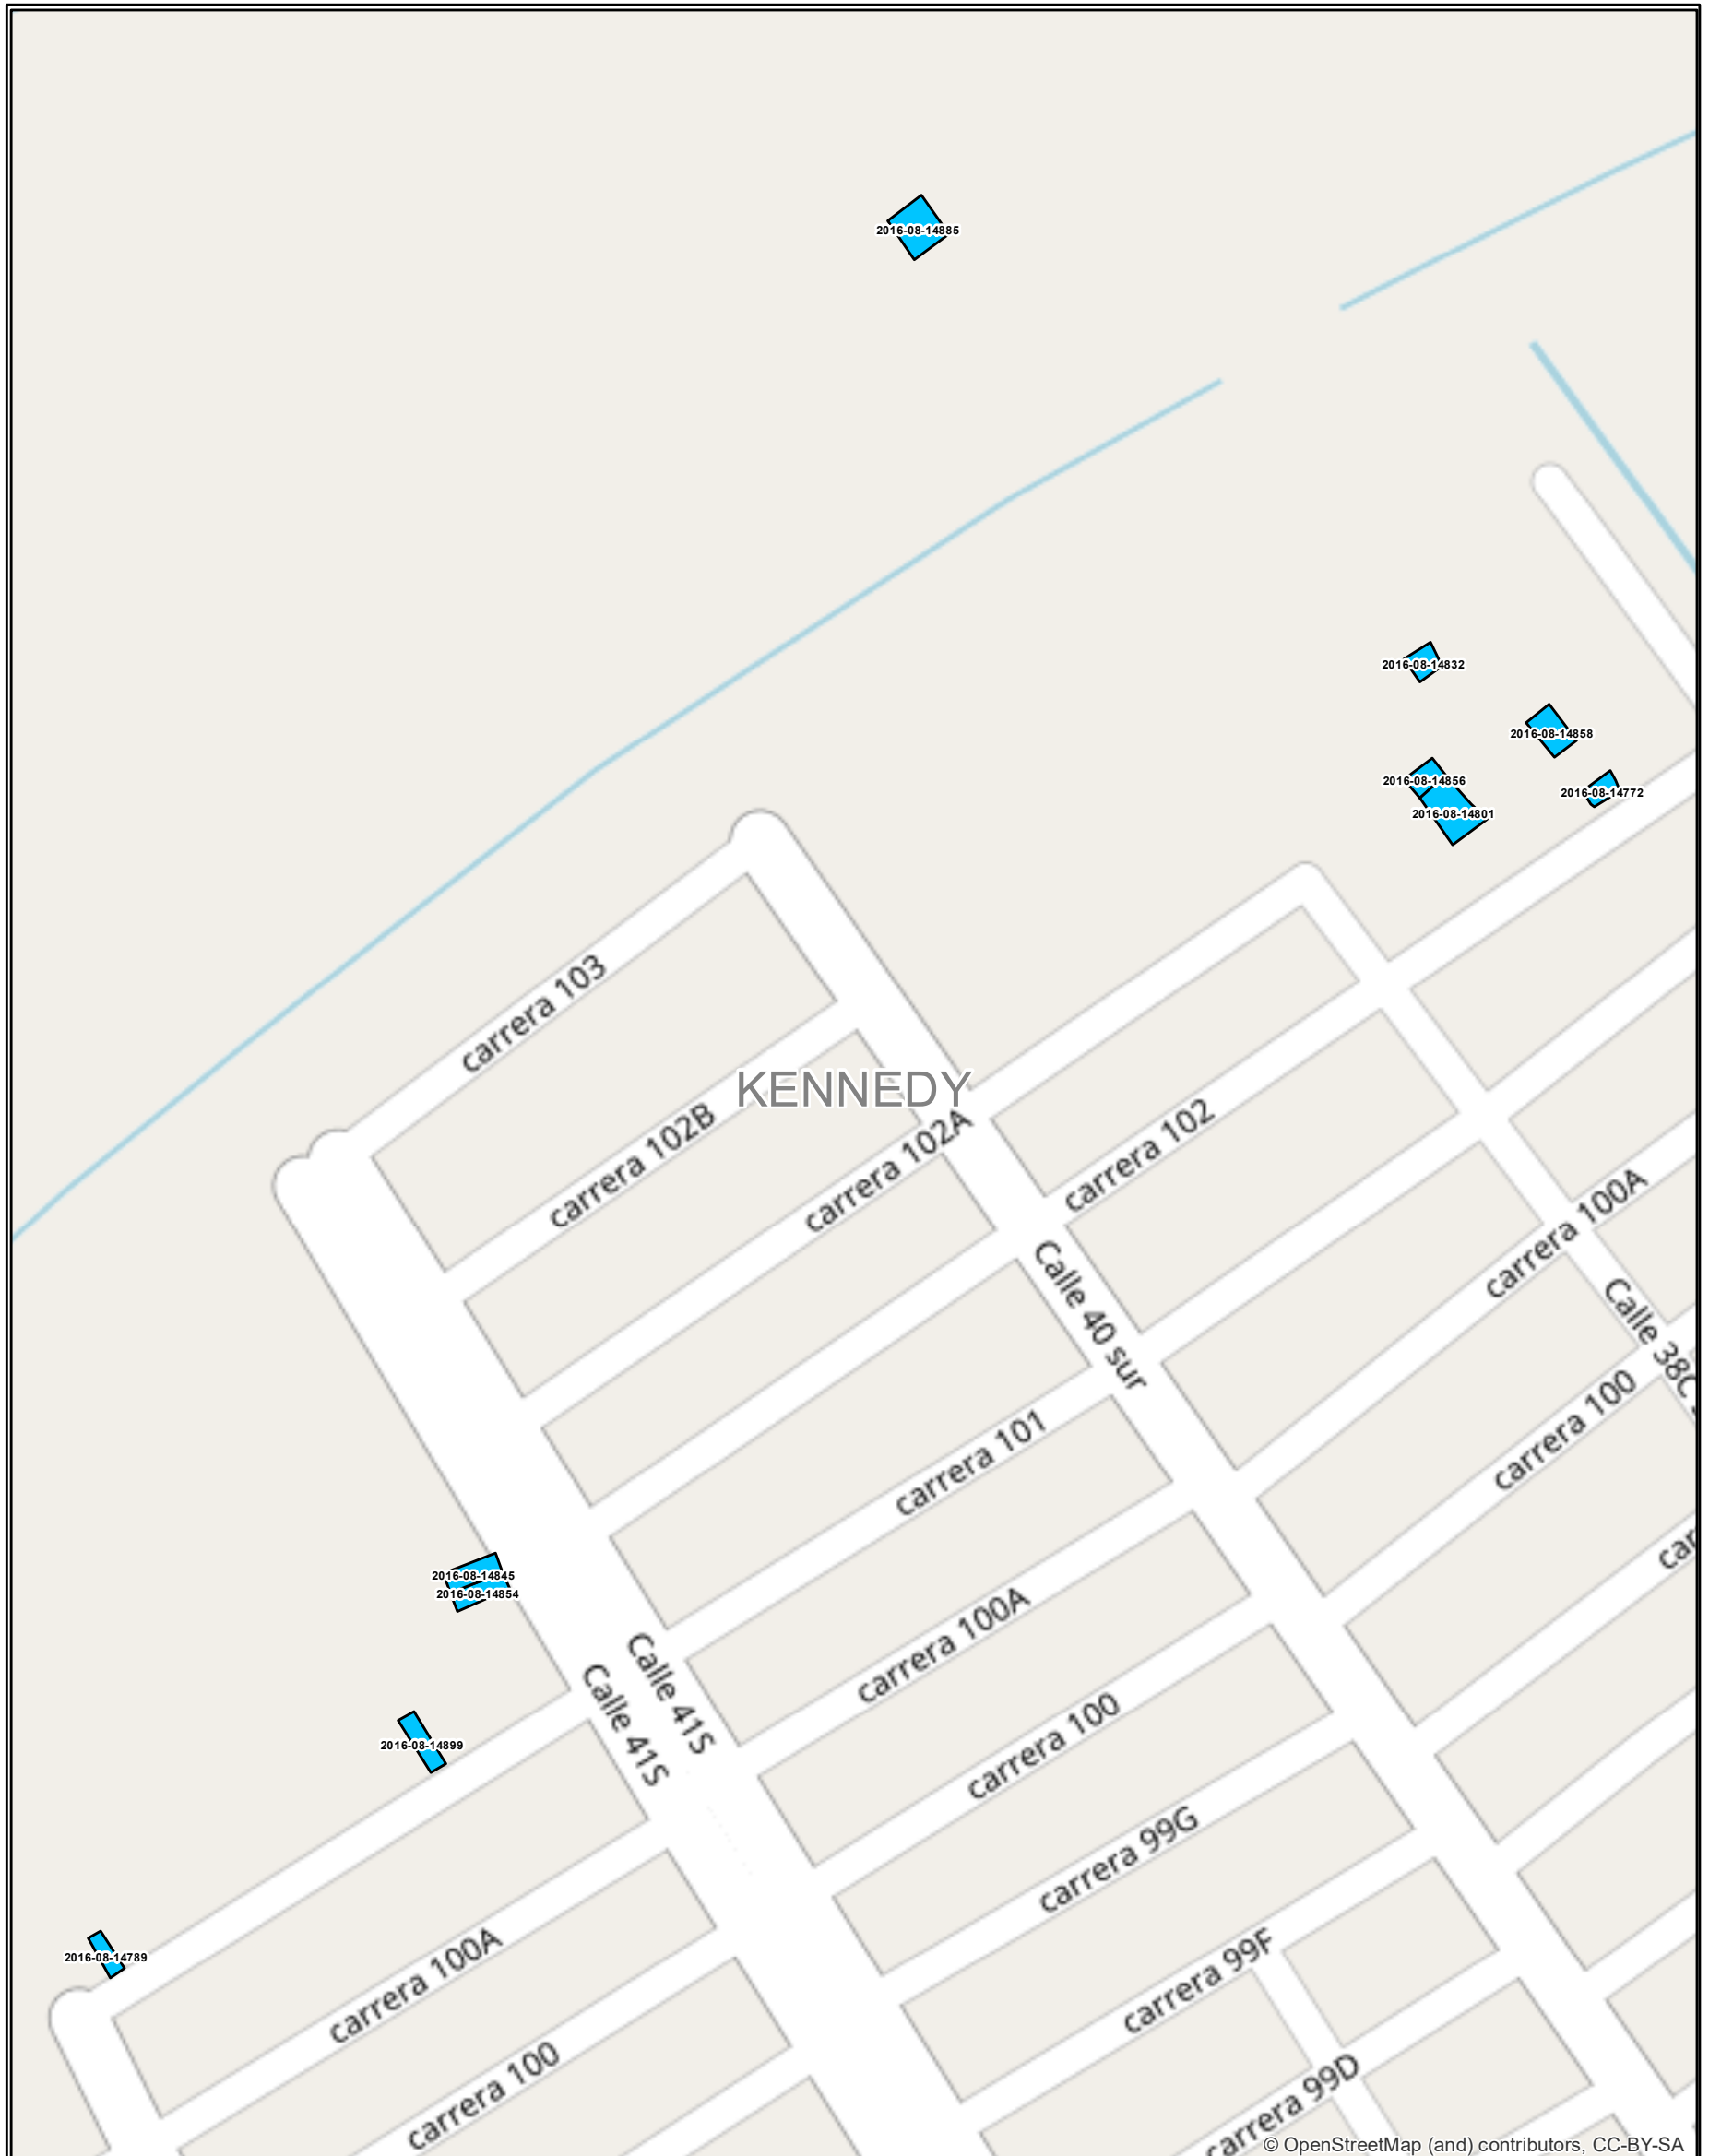 2016-08-14885
2016-08-14832
2016-08-14858
2016-08-14856
2016-08-14772
2016-08-14801
carrera 103
KENNEDY
carrera 102B
carrera 102A
carrera 102
carrera 100A
Calle 40 sur
Calle 38C
carrera 100
carrera 101
car
2016-08-14845
2016-08-14854
carrera 100A
Calle 41S
Calle 41S
carrera 100
2016-08-14899
carrera 99G
carrera 99F
2016-08-14789
carrera 100A
carrera 100
carrera 99D
© OpenStreetMap (and) contributors, CC-BY-SA